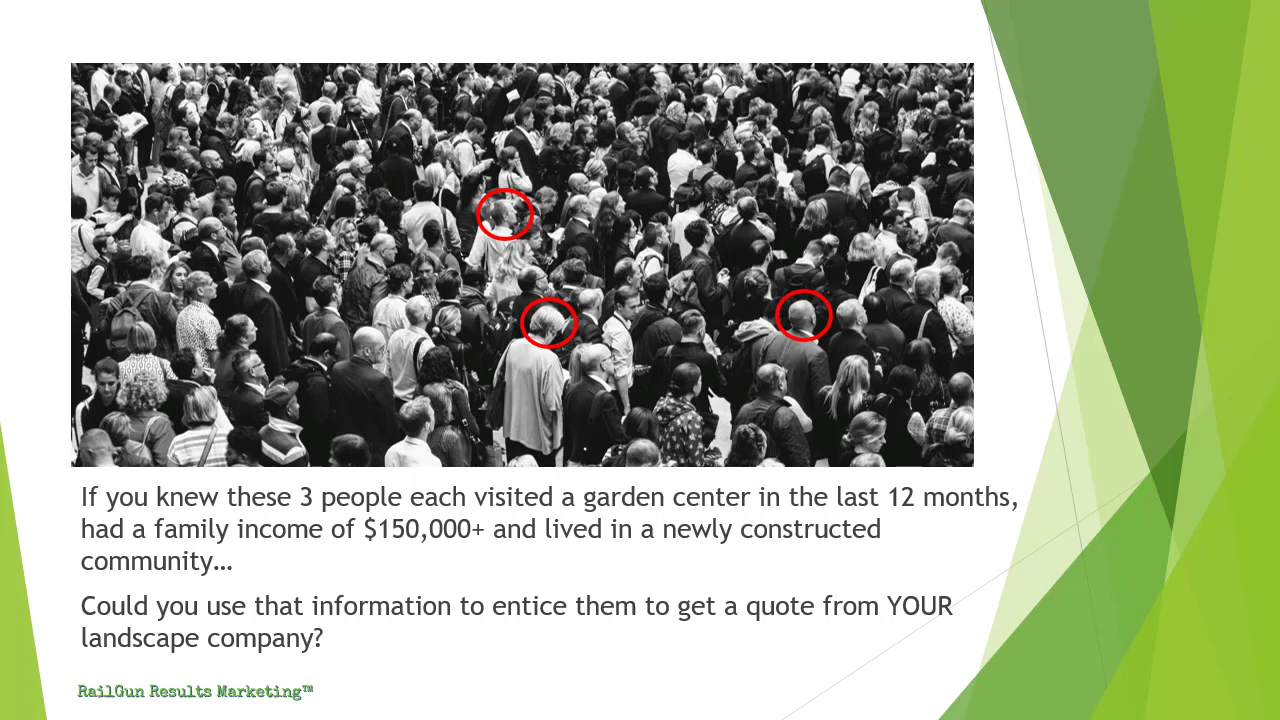 If you knew these 3 people each visited a garden center in the last 12 months,
had a family income of $150,000+ and lived in a newly constructed
community…
Could you use that information to entice them to get a quote from YOUR
landscape company?
RailGun Results Marketing™